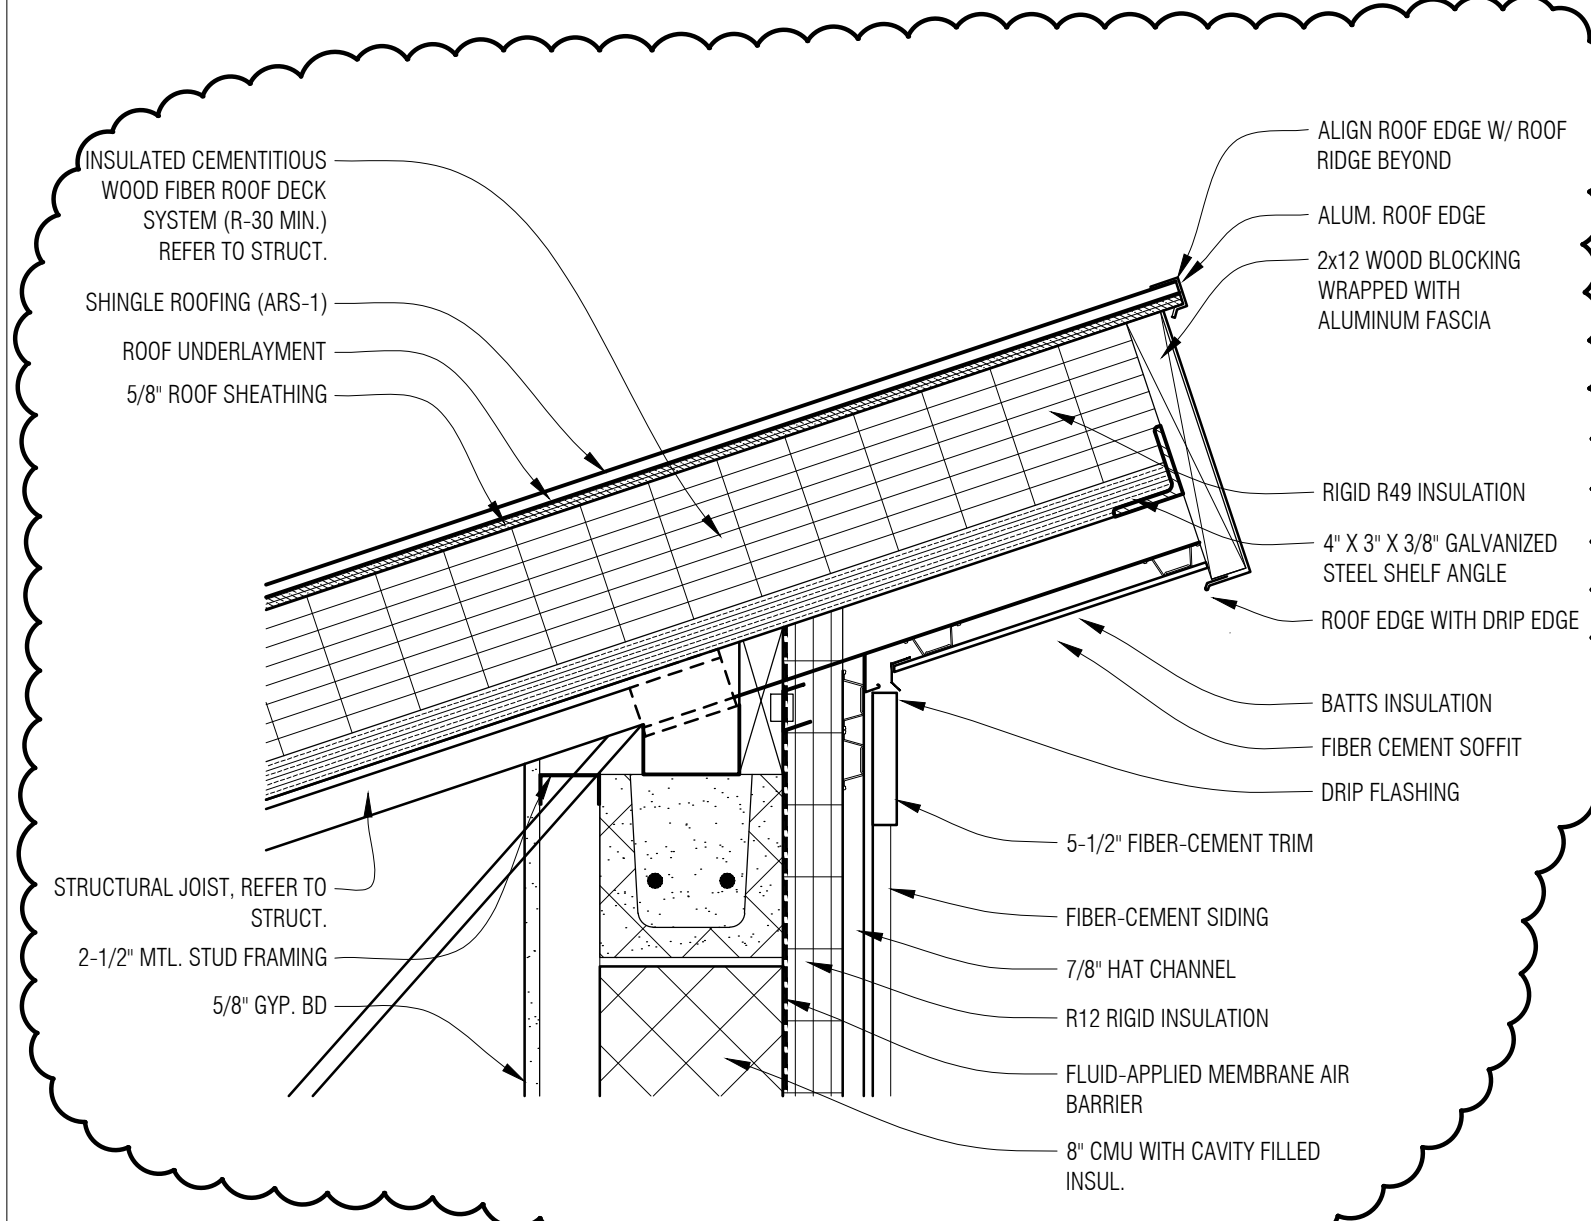 INSULATED CEMENTITIOUS
WOOD FIBER ROOF DECK
SYSTEM (R-30 MIN.)
REFER TO STRUCT.
SHINGLE ROOFING (ARS-1)
ROOF UNDERLAYMENT
5/8" ROOF SHEATHING
STRUCTURAL JOIST, REFER TO
STRUCT.
2-1/2" MTL. STUD FRAMING
5/8" GYP. BD
ALIGN ROOF EDGE W/ ROOF
RIDGE BEYOND
ALUM. ROOF EDGE
2x12 WOOD BLOCKING
WRAPPED WITH
ALUMINUM FASCIA
RIGID R49 INSULATION
4" X 3" X 3/8" GALVANIZED
STEEL SHELF ANGLE
ROOF EDGE WITH DRIP EDGE
BATTS INSULATION
FIBER CEMENT SOFFIT
DRIP FLASHING
5-1/2" FIBER-CEMENT TRIM
FIBER-CEMENT SIDING
7/8" HAT CHANNEL
R12 RIGID INSULATION
FLUID-APPLIED MEMBRANE AIR
BARRIER
8" CMU WITH CAVITY FILLED
INSUL.